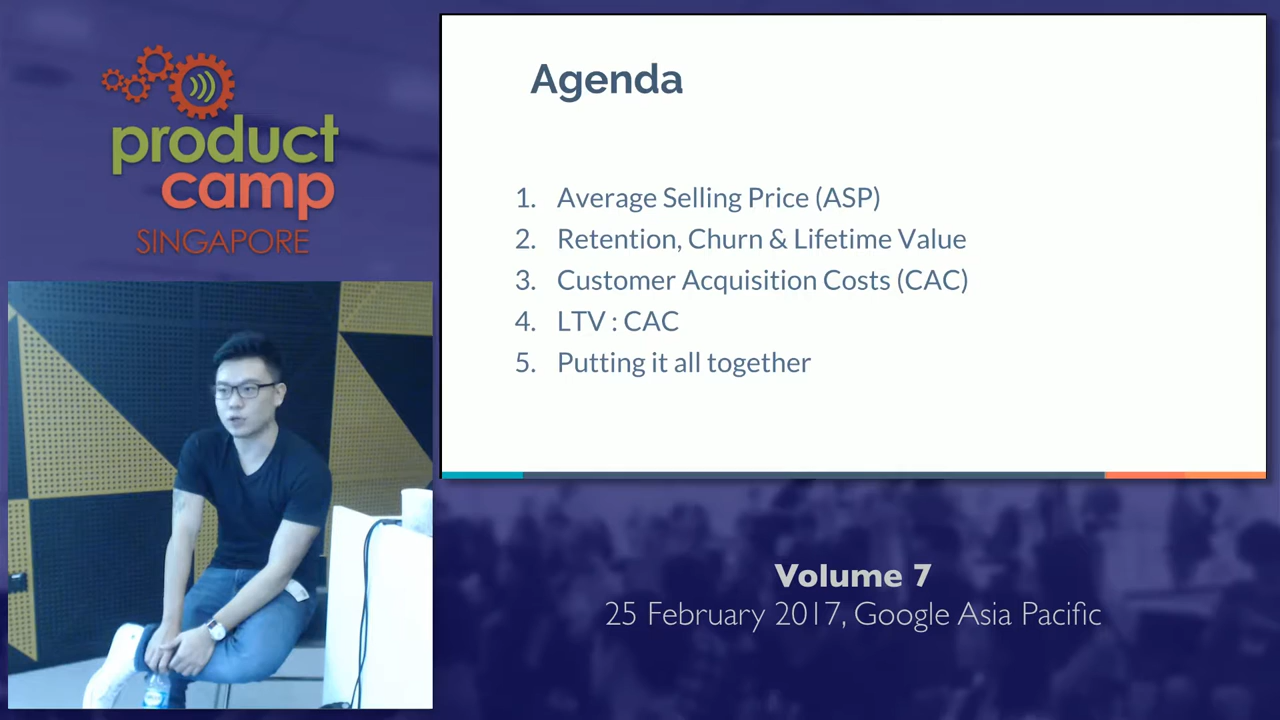 product
camp
SINGAPORE
Agenda
1. Average Selling Price (ASP)
2. Retention, Churn & Lifetime Value
3. Customer Acquisition Costs (CAC)
4. LTV : CAC
5. Putting it all together
Volume 7
25 February 2017, Google Asia Pacific